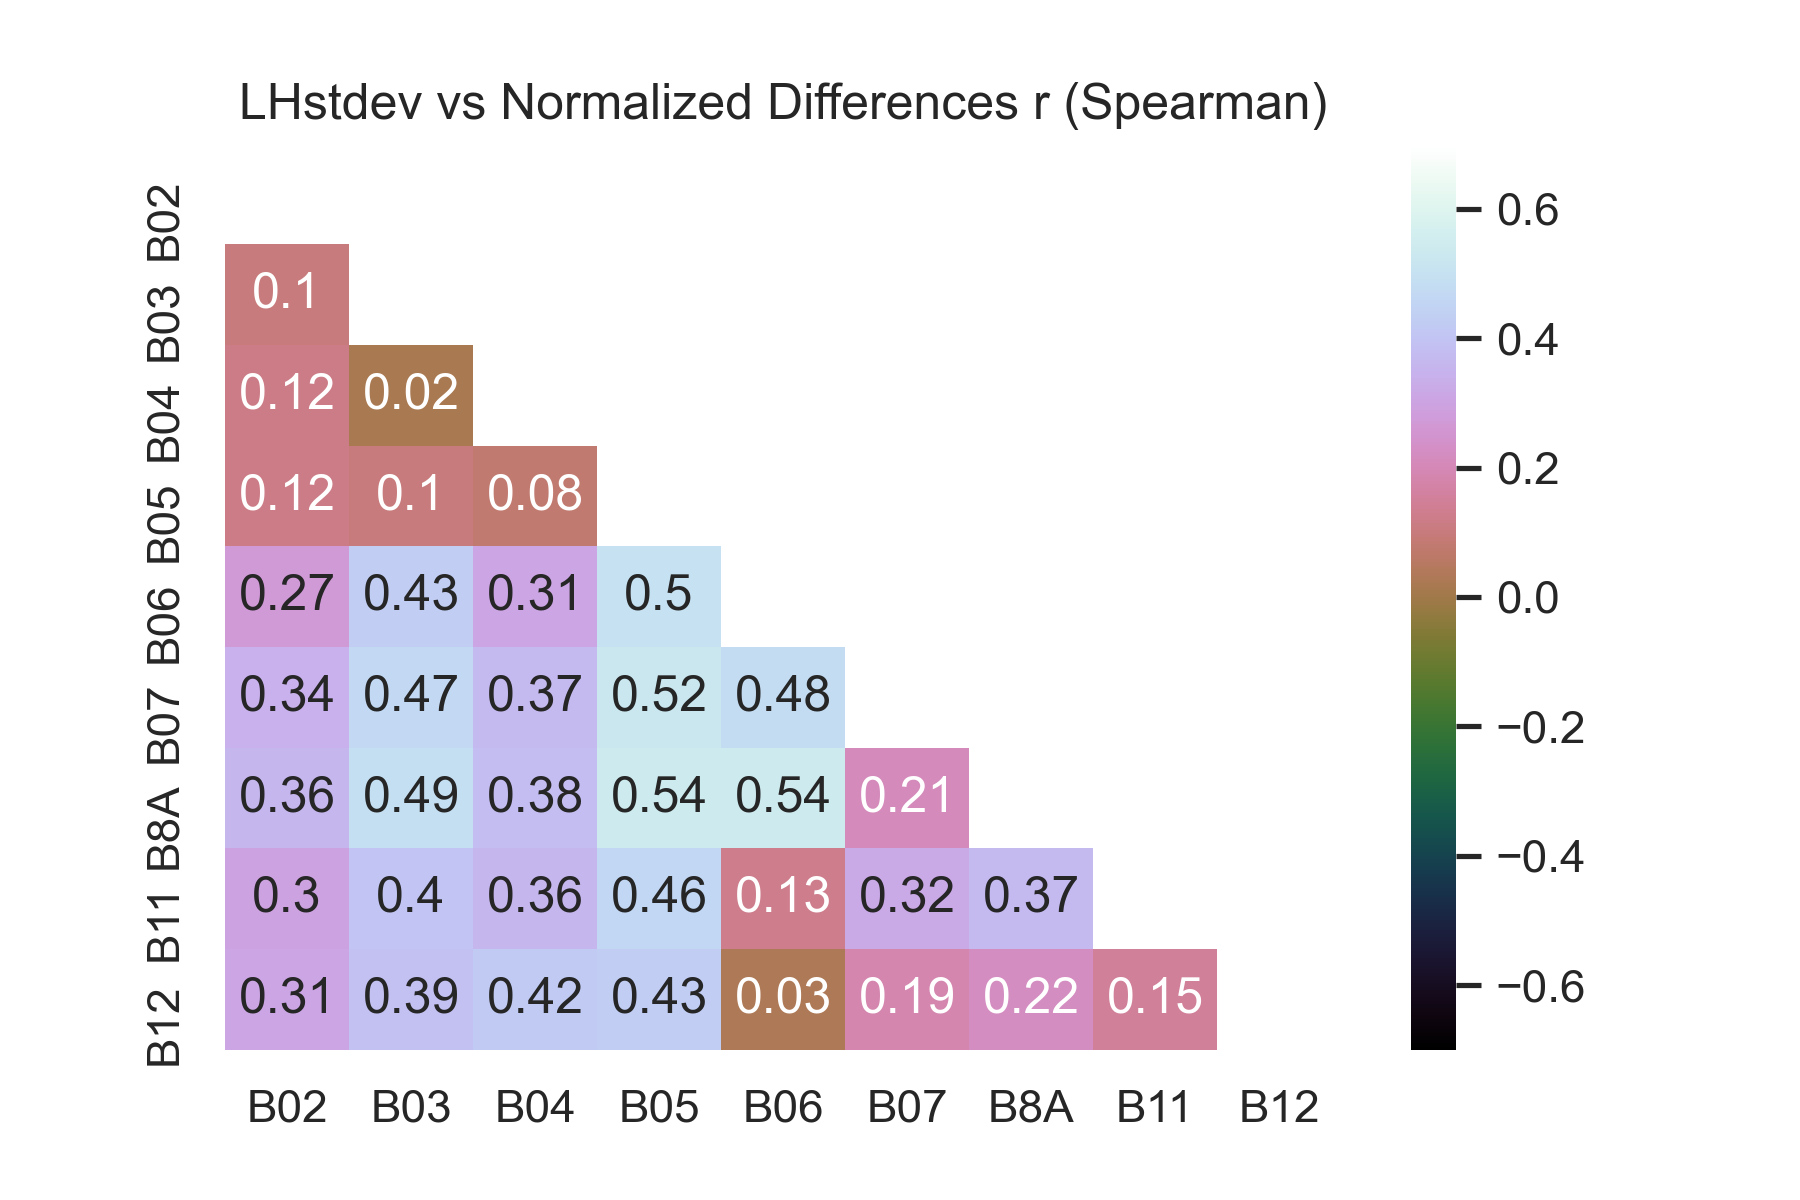 LHstdev vs Normalized Differences r (Spearman)
B02
B03 0.1
B04 0.12 0.02
B05 0.12 0.1 0.08
B06 0.27 0.43 0.31 0.5
B07 0.34 0.47 0.37 0.52 0.48
B8A 0.36 0.49 0.38 0.54 0.54 0.21
B11 0.3 0.4 0.36 0.46 0.13 0.32 0.37
B12 0.31 0.39 0.42 0.43 0.03 0.19 0.22 0.15
B02 B03 B04 B05 B06 B07 B8A B11 B12
0.6
0.4
0.2
0.0
−0.2
−0.4
−0.6